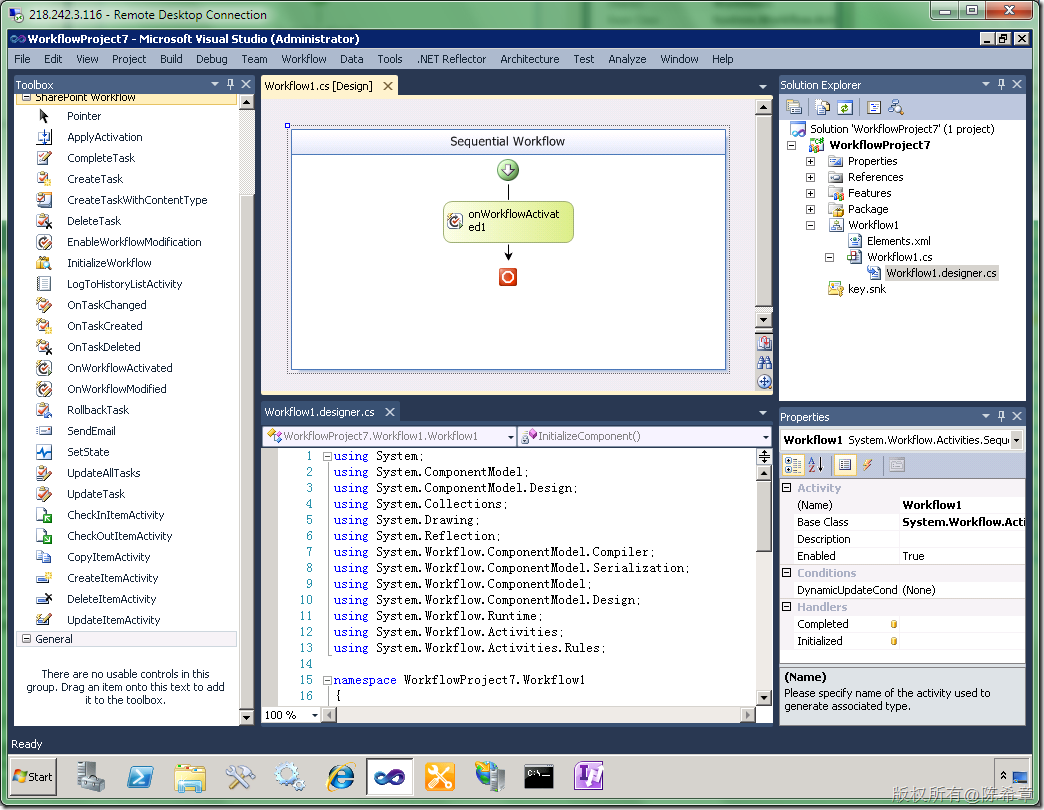 218.242.3.116 - Remote Desktop Connection
WorkflowProject7 - Microsoft Visual Studio (Administrator)
File Edit View Project Build Debug Team Workflow Data Tools .NET Reflector Architecture Test Analyze Window Help
Toolbox
SharePoint Workflow
Pointer
ApplyActivation
CompleteTask
CreateTask
CreateTaskWithContentType
DeleteTask
EnableWorkflowModification
InitializeWorkflow
LogToHistoryListActivity
OnTaskChanged
OnTaskCreated
OnTaskDeleted
OnWorkflowActivated
OnWorkflowModified
RollbackTask
SendEmail
SetState
UpdateAllTasks
UpdateTask
CheckInItemActivity
CheckOutItemActivity
CopyItemActivity
CreateItemActivity
DeleteItemActivity
UpdateItemActivity
General
There are no usable controls in this
group. Drag an item onto this text to add
it to the toolbox.
Workflow1.cs [Design]
Sequential Workflow
onWorkflowActivat
ed1
Workflow1.designer.cs
WorkflowProject7.Workflow1.Workflow1
InitializeComponent()
1 using System;
2 using System.ComponentModel;
3 using System.ComponentModel.Design;
4 using System.Collections;
5 using System.Drawing;
6 using System.Reflection;
7 using System.Workflow.ComponentModel.Compiler;
8 using System.Workflow.ComponentModel.Serialization;
9 using System.Workflow.ComponentModel;
10 using System.Workflow.ComponentModel.Design;
11 using System.Workflow.Runtime;
12 using System.Workflow.Activities;
13 using System.Workflow.Activities.Rules;
14
15 namespace WorkflowProject7.Workflow1
16 {
100 %
Solution Explorer
Solution 'WorkflowProject7' (1 project)
WorkflowProject7
Properties
References
Features
Package
Workflow1
Elements.xml
Workflow1.cs
Workflow1.designer.cs
key.snk
Properties
Workflow1 System.Workflow.Activities.Seque
Activity
(Name) Workflow1
Base Class System.Workflow.Acti
Description
Enabled True
Conditions
DynamicUpdateCond (None)
Handlers
Completed
Initialized
(Name)
Please specify name of the activity used to
generate associated type.
Ready
Start
版权所有@陈希章